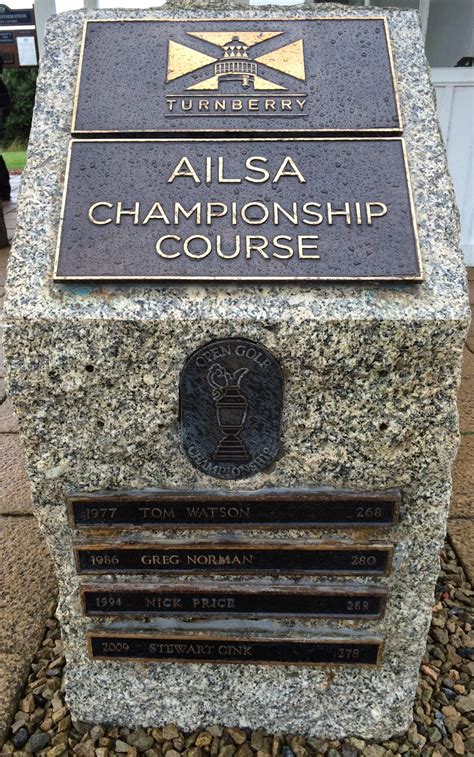 TURNBERRY
AILSA
CHAMPIONSHIP
COURSE
OPEN GOLF
CHAMPIONSHIP
1977 TOM WATSON 268
1986 GREG NORMAN 280
1994 NICK PRICE 268
2009 STEWART CINK 278